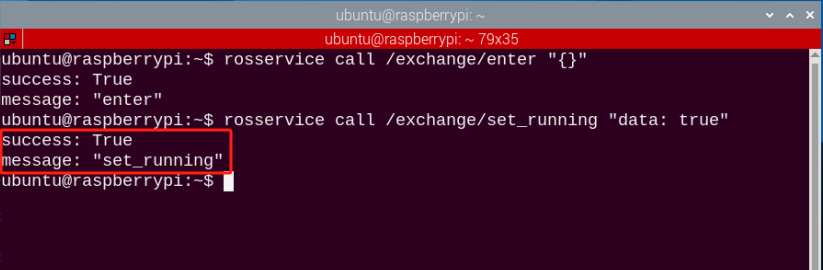 ubuntu@raspberrypi: ~
ubuntu@raspberrypi: ~ 79x35
ubuntu@raspberrypi:~$ rosservice call /exchange/enter "{}"
success: True
message: "enter"
ubuntu@raspberrypi:~$ rosservice call /exchange/set_running "data: true"
success: True
message: "set_running"
ubuntu@raspberrypi:~$